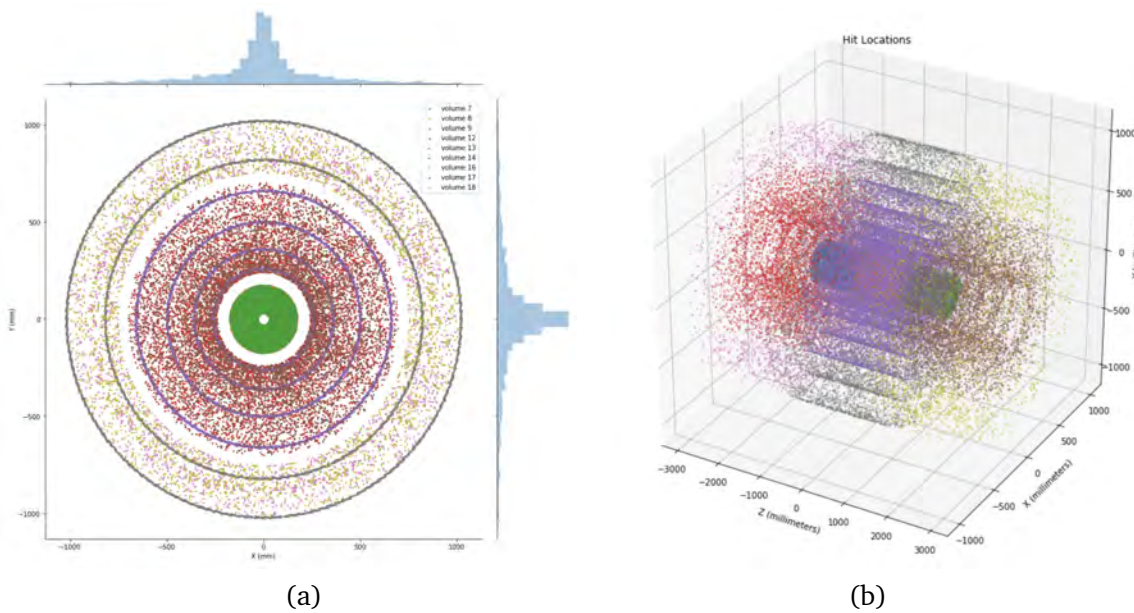 volume 7
volume 8
volume 9
volume 12
volume 13
volume 14
volume 16
volume 17
volume 18
1000
500
0
−500
−1000
Y (mm)
−1000
−500
0
500
1000
X (mm)
(a)
Hit Locations
1000
500
0
−500
−1000
−3000
−2000
−1000
0
1000
2000
3000
Z (millimeters)
1000
500
0
−500
−1000
X (millimeters)
(b)